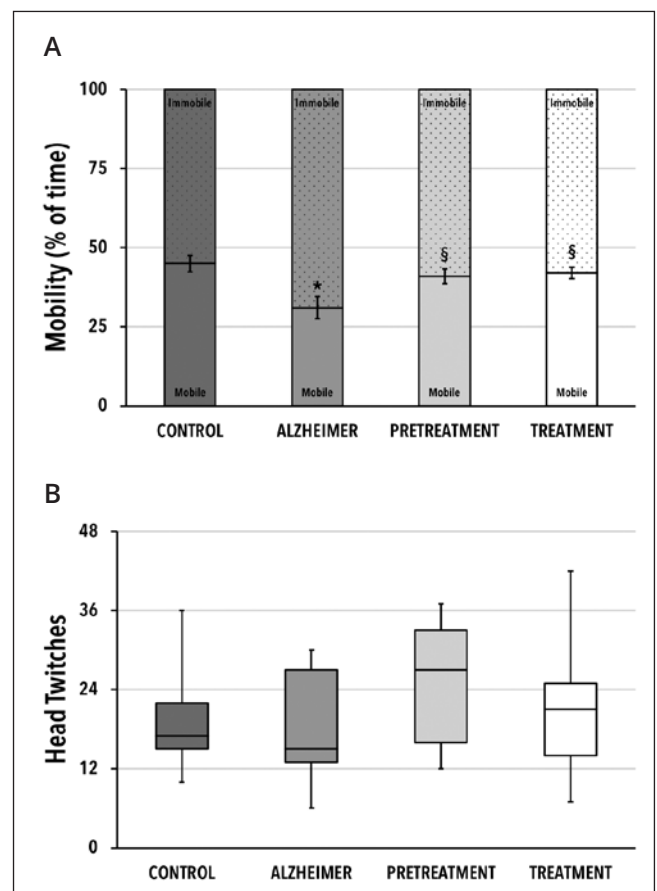 A
Mobility (% of time)
100
75
50
25
0
Immobile Immobile Immobile Immobile
* § §
Mobile Mobile Mobile Mobile
CONTROL ALZHEIMER PRETREATMENT TREATMENT
B
Head Twitches
48
36
24
12
0
CONTROL ALZHEIMER PRETREATMENT TREATMENT